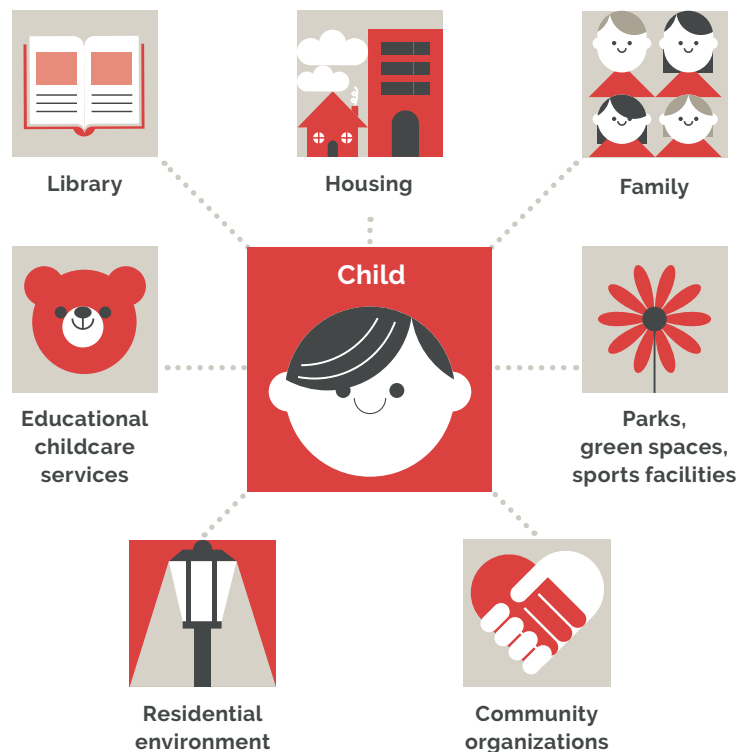 Library
Housing
Family
Child
Educational
childcare
services
Parks,
green spaces,
sports facilities
Residential
environment
Community
organizations